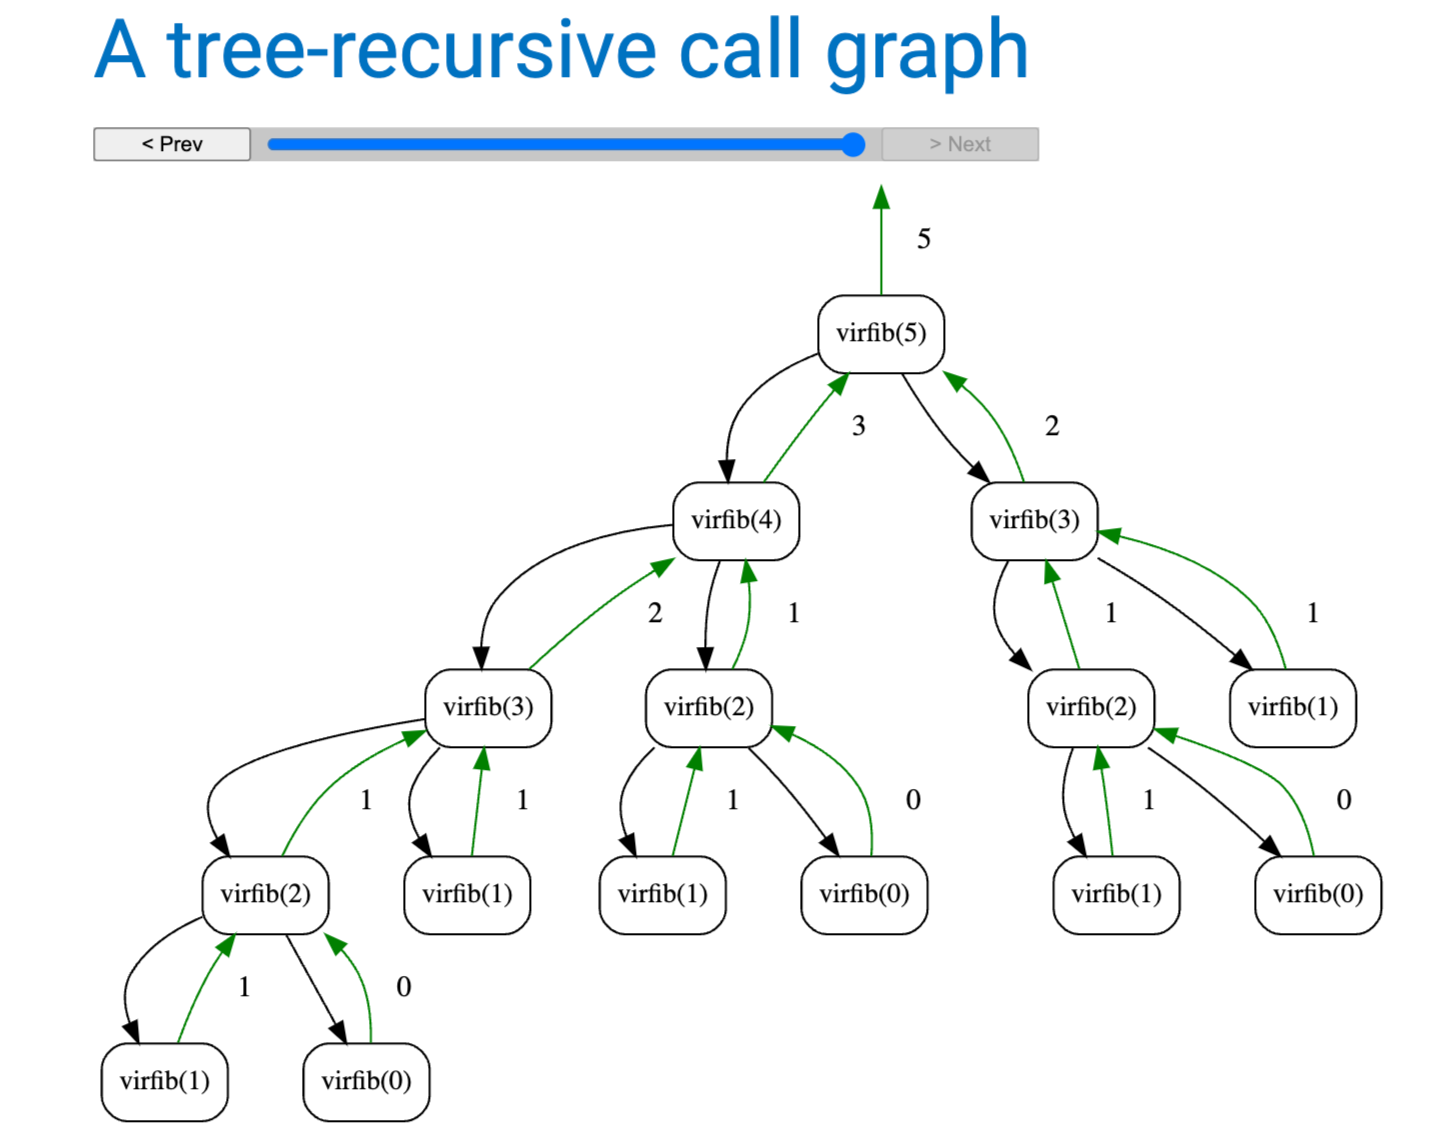 A tree-recursive call graph
< Prev
> Next
5
virfib(5)
3
2
virfib(4)
virfib(3)
2
1
1
1
virfib(3)
virfib(2)
virfib(2)
virfib(1)
1
1
1
0
1
0
virfib(2)
virfib(1)
virfib(1)
virfib(0)
virfib(1)
virfib(0)
1
0
virfib(1)
virfib(0)